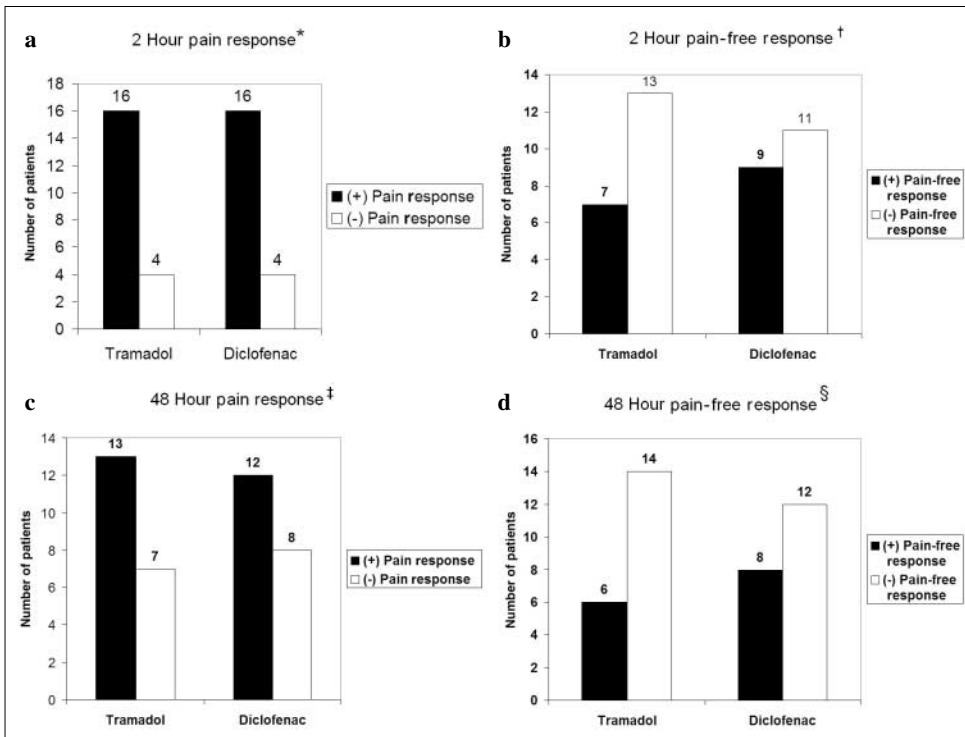 a
2 Hour pain response*
Number of patients
18
16
14
12
10
8
6
4
2
0
16
4
16
4
Tramadol
Diclofenac
(+) Pain response
(-) Pain response
b
2 Hour pain-free response†
Number of patients
14
12
10
8
6
4
2
0
7
13
9
11
Tramadol
Diclofenac
(+) Pain-free
response
(-) Pain-free
response
c
48 Hour pain response‡
Number of patients
14
12
10
8
6
4
2
0
13
7
12
8
Tramadol
Diclofenac
(+) Pain response
(-) Pain response
d
48 Hour pain-free response§
Number of patients
16
14
12
10
8
6
4
2
0
6
14
8
12
Tramadol
Diclofenac
(+) Pain-free
response
(-) Pain-free
response